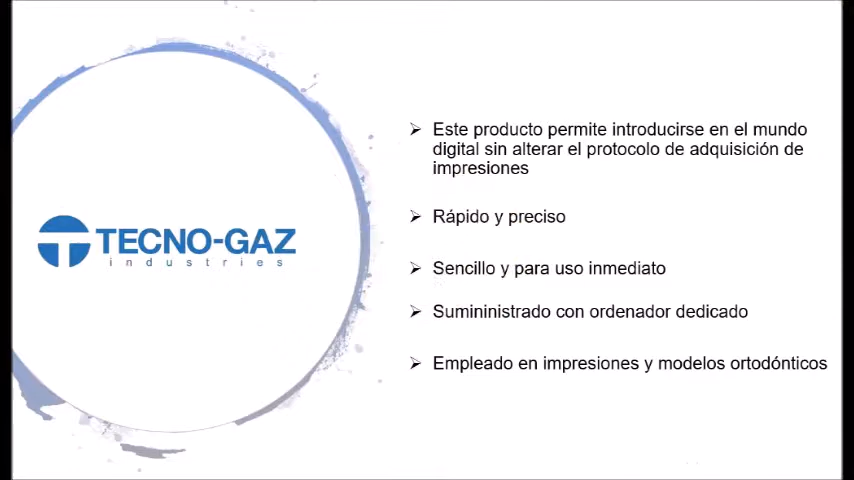 TECNO-GAZ
industries
Este producto permite introducirse en el mundo
digital sin alterar el protocolo de adquisición de
impresiones
Rápido y preciso
Sencillo y para uso inmediato
Sumininistrado con ordenador dedicado
Empleado en impresiones y modelos ortodónticos